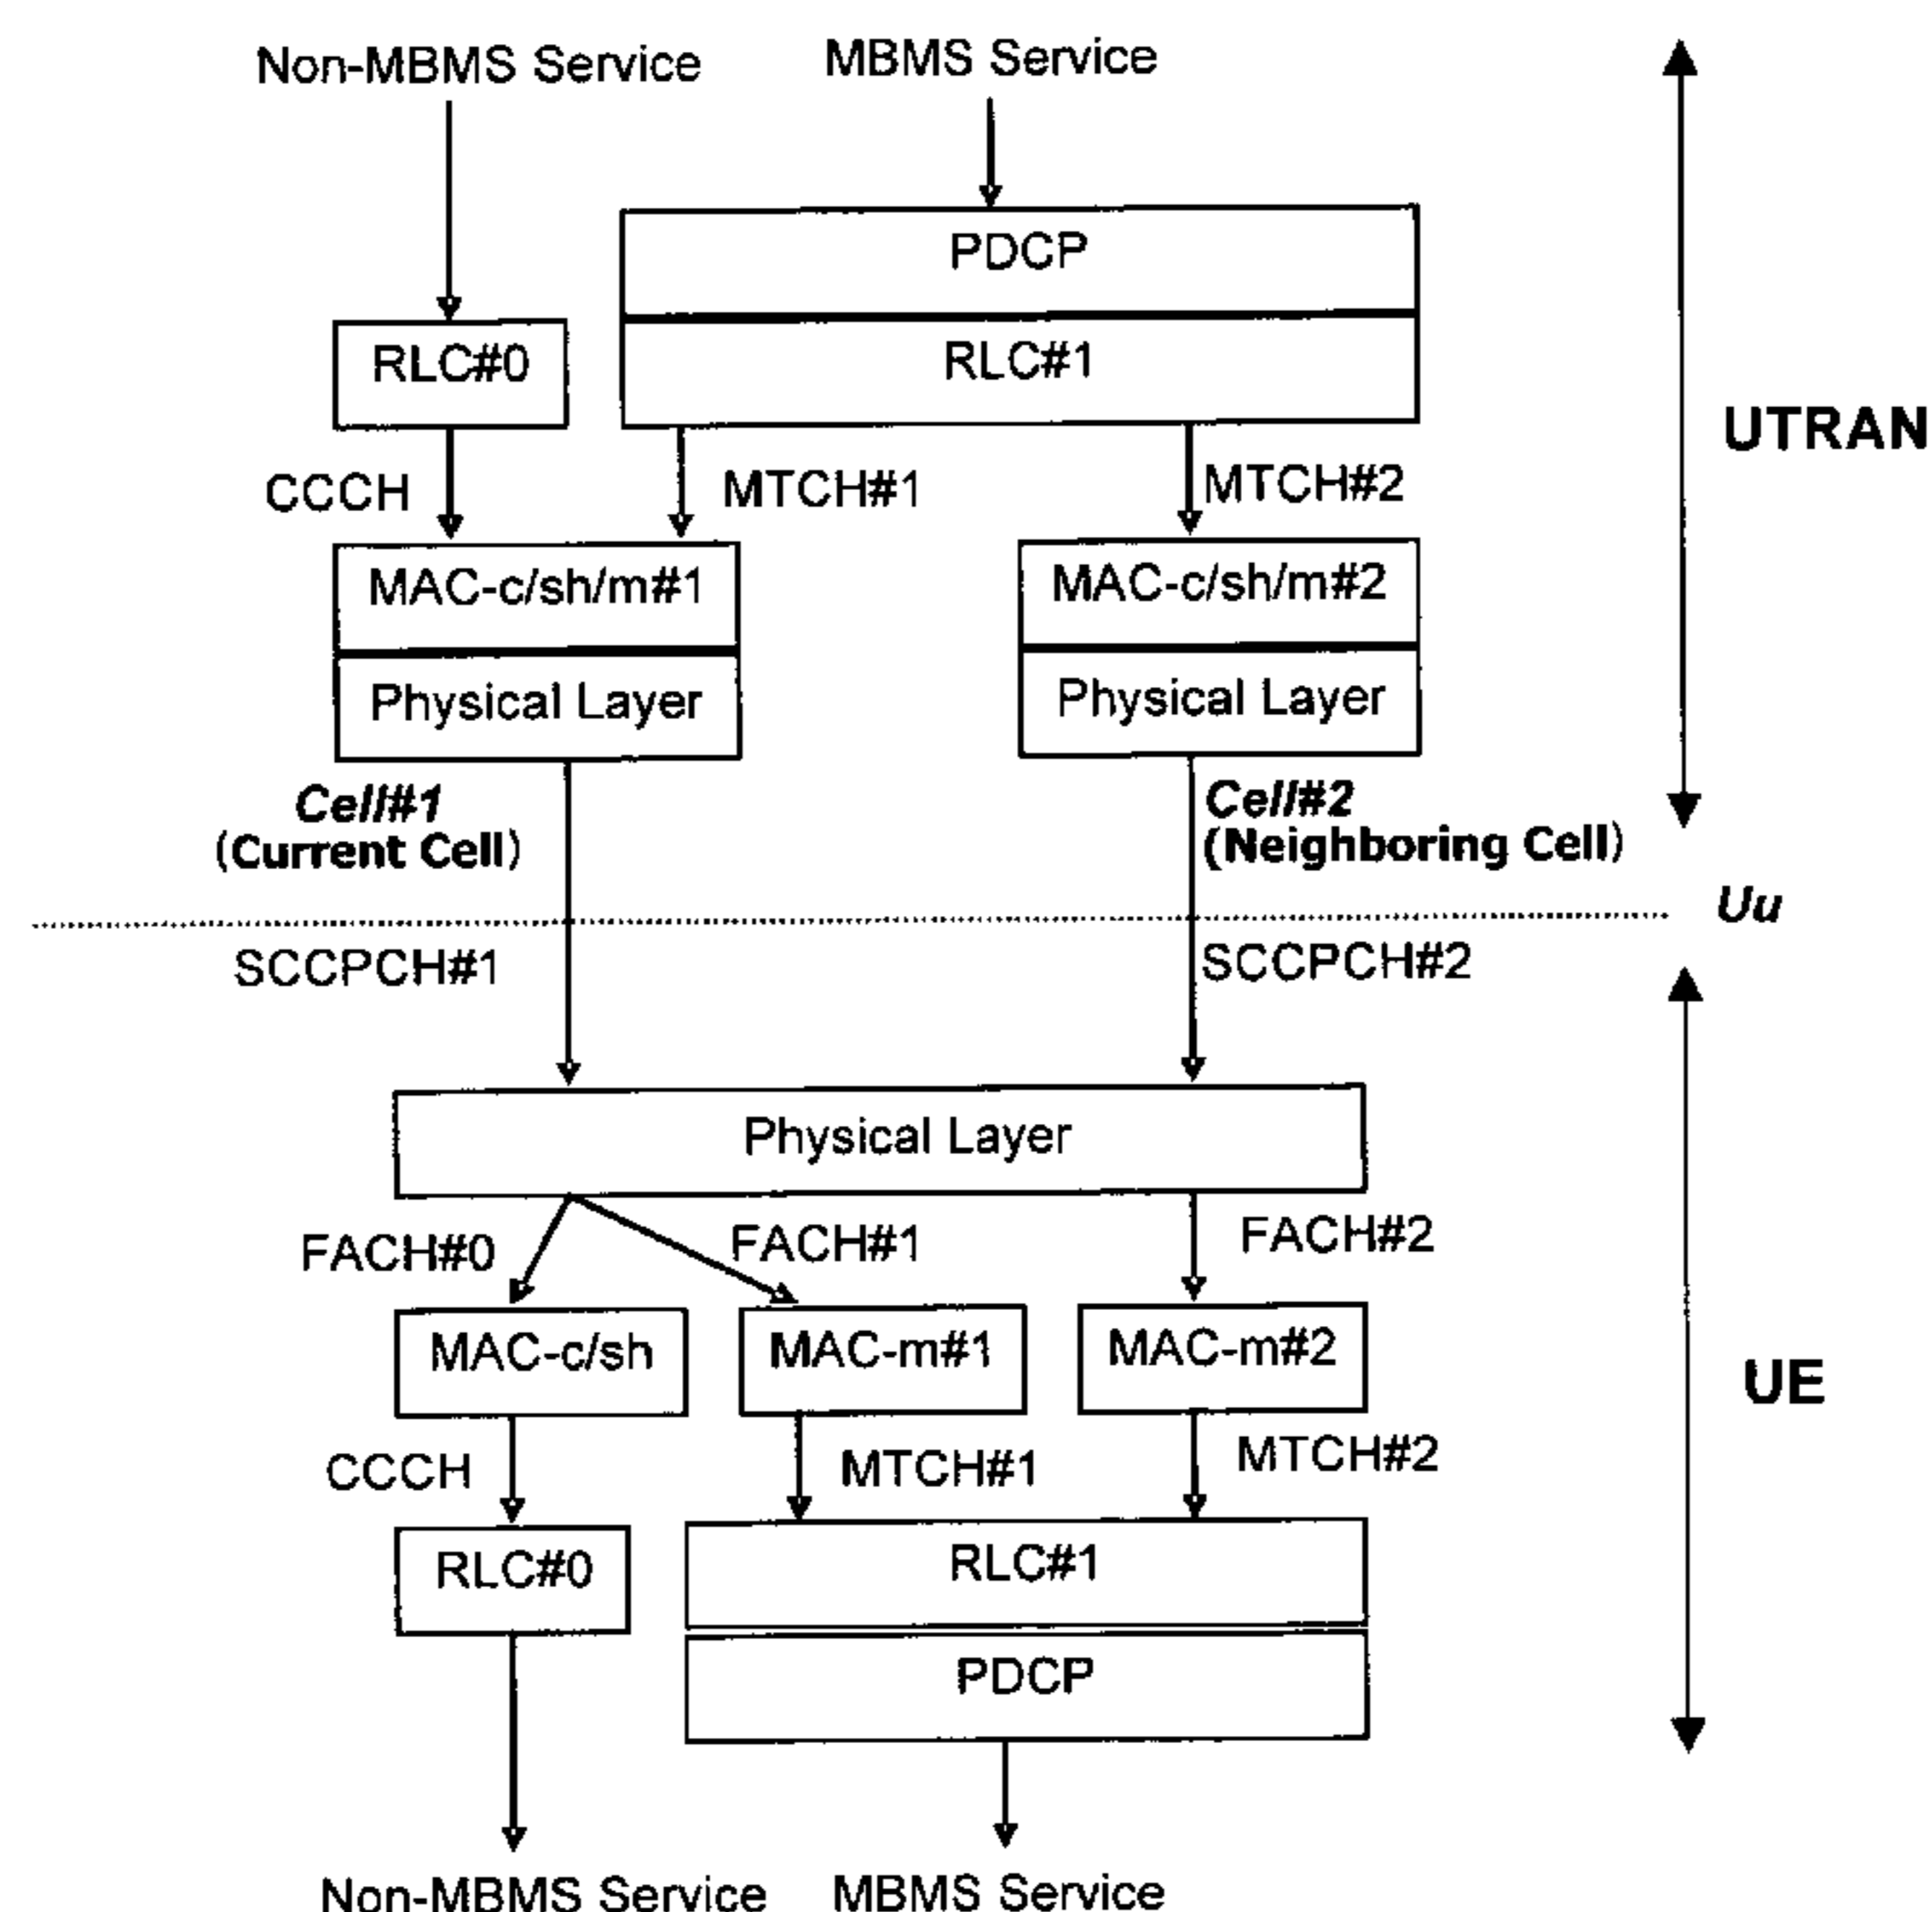 Non-MBMS Service
MBMS Service
PDCP
RLC#0
RLC#1
UTRAN
CCCH
MTCH#1
MTCH#2
MAC-c/sh/m#1
MAC-c/sh/m#2
Physical Layer
Physical Layer
Cell#1
(Current Cell)
Cell#2
(Neighboring Cell)
Uu
SCCPCH#1
SCCPCH#2
Physical Layer
FACH#0
FACH#1
FACH#2
MAC-c/sh
MAC-m#1
MAC-m#2
UE
CCCH
MTCH#1
MTCH#2
RLC#0
RLC#1
PDCP
Non-MBMS Service
MBMS Service